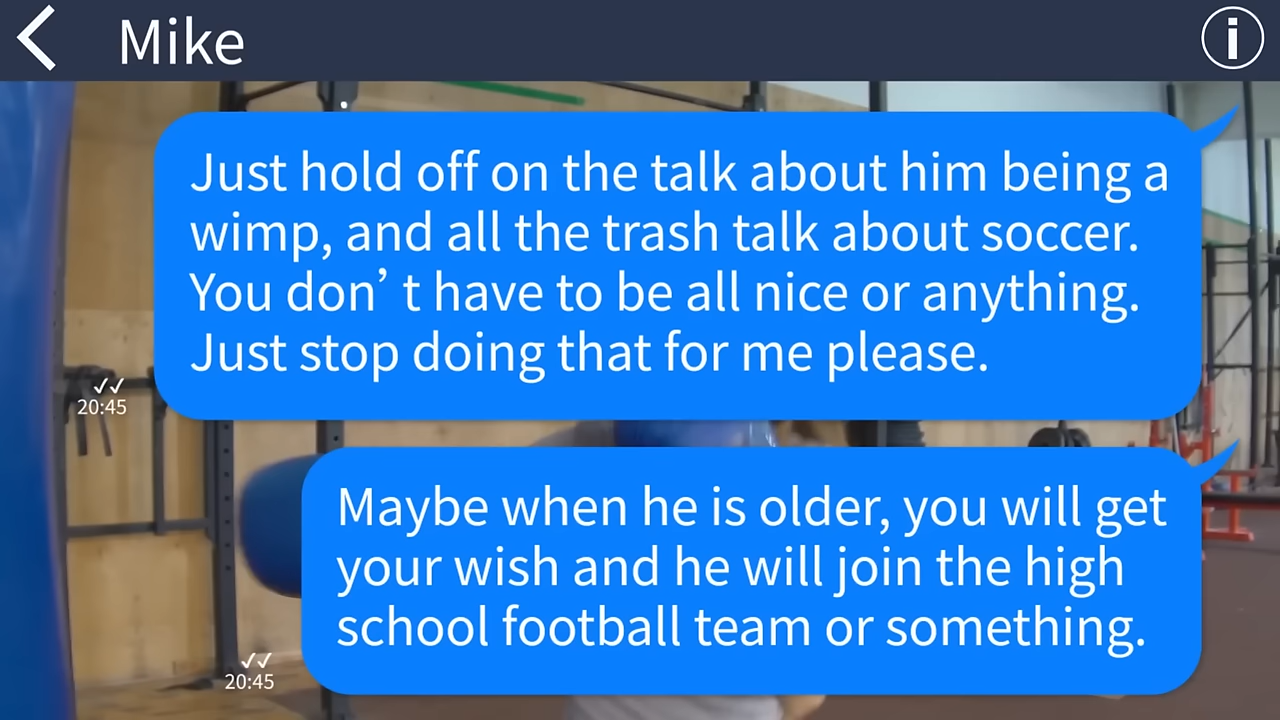 Mike
Just hold off on the talk about him being a
wimp, and all the trash talk about soccer.
You don’ t have to be all nice or anything.
Just stop doing that for me please.
20:45
Maybe when he is older, you will get
your wish and he will join the high
school football team or something.
20:45